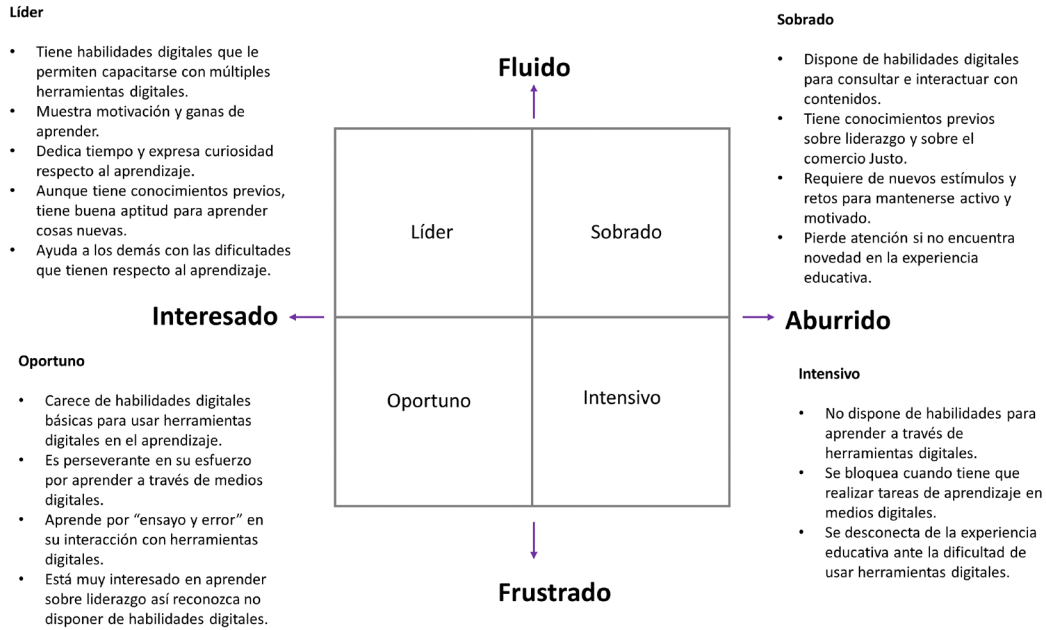 Líder
• Tiene habilidades digitales que le
permiten capacitarse con múltiples
herramientas digitales.
• Muestra motivación y ganas de
aprender.
• Dedica tiempo y expresa curiosidad
respecto al aprendizaje.
• Aunque tiene conocimientos previos,
tiene buena aptitud para aprender
cosas nuevas.
• Ayuda a los demás con las dificultades
que tienen respecto al aprendizaje.
Fluido
Sobrado
• Dispone de habilidades digitales
para consultar e interactuar con
contenidos.
• Tiene conocimientos previos
sobre liderazgo y sobre el
comercio Justo.
• Requiere de nuevos estímulos y
retos para mantenerse activo y
motivado.
• Pierde atención si no encuentra
novedad en la experiencia
educativa.
Líder
Sobrado
Interesado
Aburrido
Oportuno
Intensivo
Oportuno
• Carece de habilidades digitales
básicas para usar herramientas
digitales en el aprendizaje.
• Es perseverante en su esfuerzo
por aprender a través de medios
digitales.
• Aprende por “ensayo y error” en
su interacción con herramientas
digitales.
• Está muy interesado en aprender
sobre liderazgo así reconozca no
disponer de habilidades digitales.
Intensivo
• No dispone de habilidades para
aprender a través de
herramientas digitales.
• Se bloquea cuando tiene que
realizar tareas de aprendizaje en
medios digitales.
• Se desconecta de la experiencia
educativa ante la dificultad de
usar herramientas digitales.
Frustrado